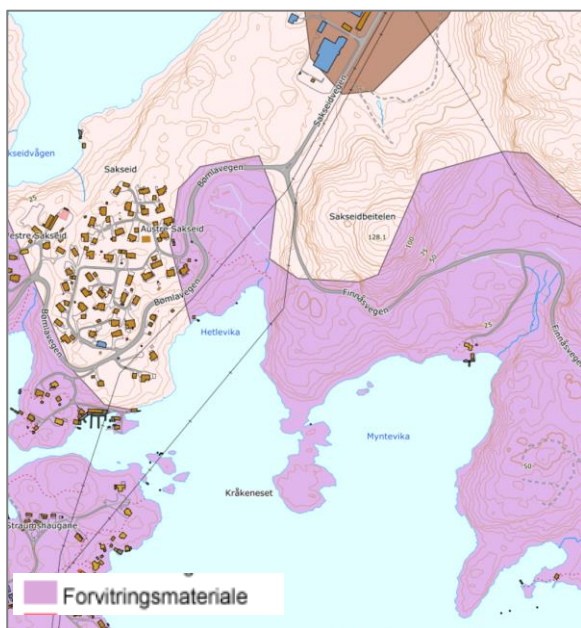 Sakseidvegen
kseidvågen
Sakseid
Bømlavegen
25
Sakseidbeitelen
128.1
100
75
50
Vestre Sakseid
Austre Sakseid
Bømlavegen
Finnåsvegen
Hetlevika
25
Bømlavegen
Finnåsvegen
Myntevika
50
Kråkeneset
Straumshaugane
Forvitringsmateriale